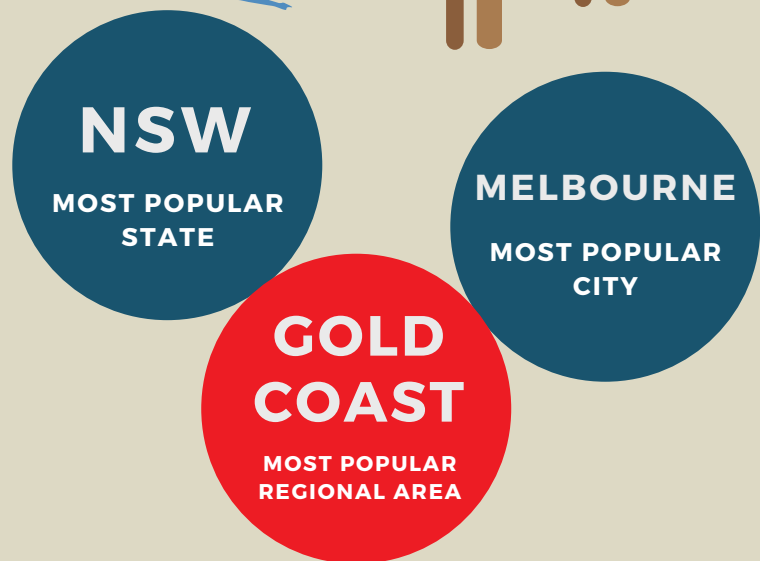 NSW
MOST POPULAR
STATE
MELBOURNE
MOST POPULAR
CITY
GOLD
COAST
MOST POPULAR
REGIONAL AREA